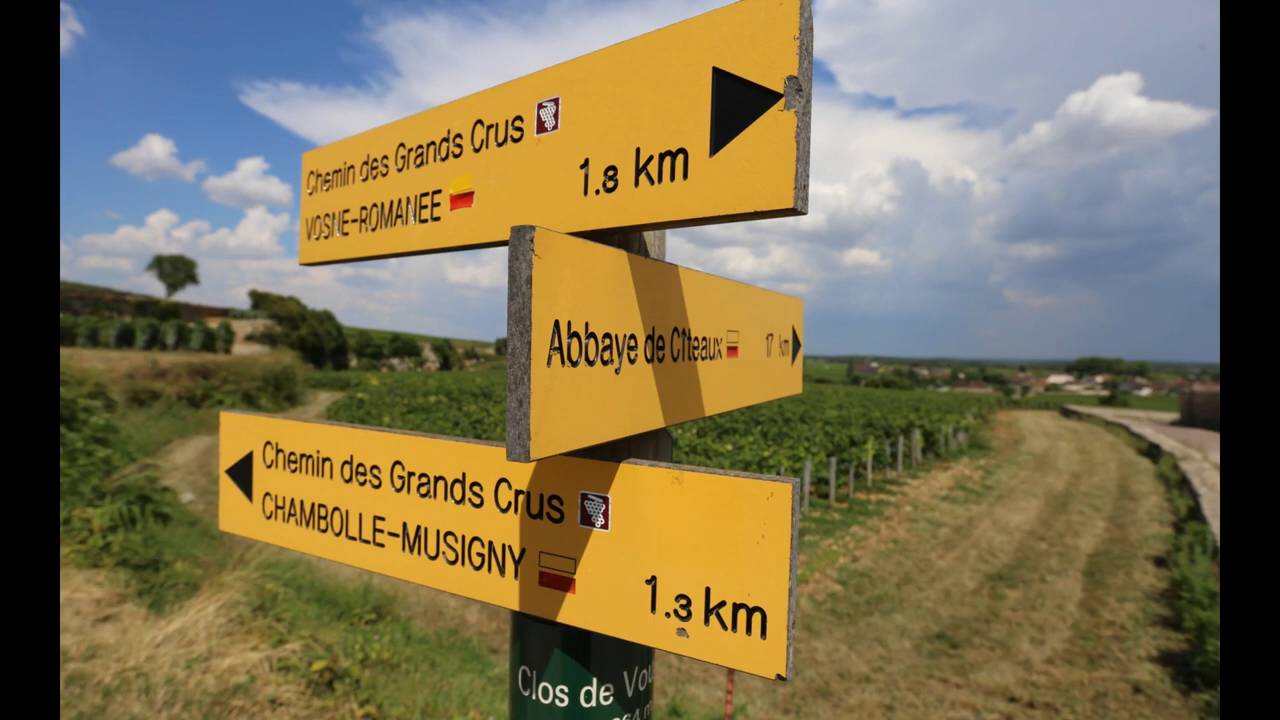 Chemin des Grands Crus
VOSNE-ROMANEE
1.8 km
Abbaye de Cîteaux 17 km
Chemin des Grands Crus
CHAMBOLLE-MUSIGNY
1.3 km
Clos de